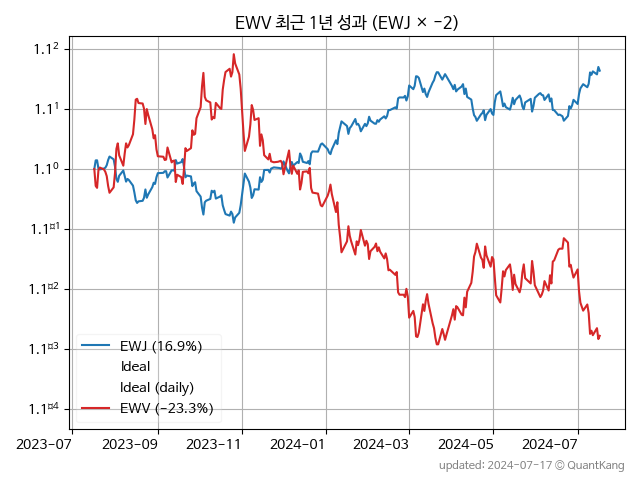 EWV 최근 1년 성과 (EWJ × -2)
1.1²
1.1¹
1.1⁰
1.1¤¹
1.1¤²
1.1¤³
1.1¤⁴
EWJ (16.9%)
Ideal
Ideal (daily)
EWV (-23.3%)
2023-07 2023-09 2023-11 2024-01 2024-03 2024-05 2024-07
updated: 2024-07-17 © QuantKang